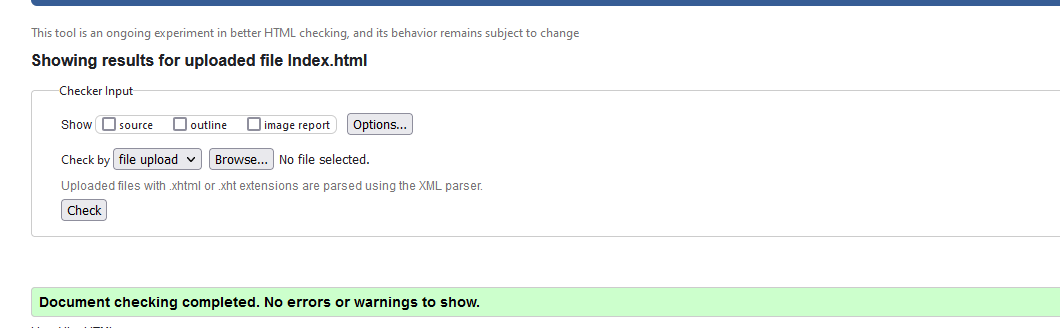 This tool is an ongoing experiment in better HTML checking, and its behavior remains subject to change
Showing results for uploaded file Index.html
Checker Input
Show source outline image report Options...
Check by file upload Browse... No file selected.
Uploaded files with .xhtml or .xht extensions are parsed using the XML parser.
Check
Document checking completed. No errors or warnings to show.